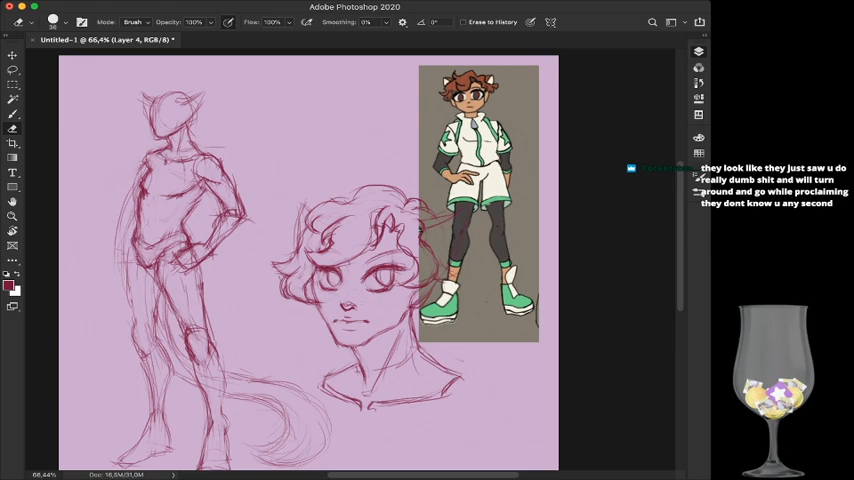 Adobe Photoshop 2020
36 Mode: Brush Opacity: 100% Flow: 100% Smoothing: 0% 0° Erase to History
Untitled-1 @ 66,4% (Layer 4, RGB/8) *
they look like they just saw u do
really dumb shit and will turn
around and go while proclaiming
they dont know u any second
66,44% Doc: 16,5M/31,0M